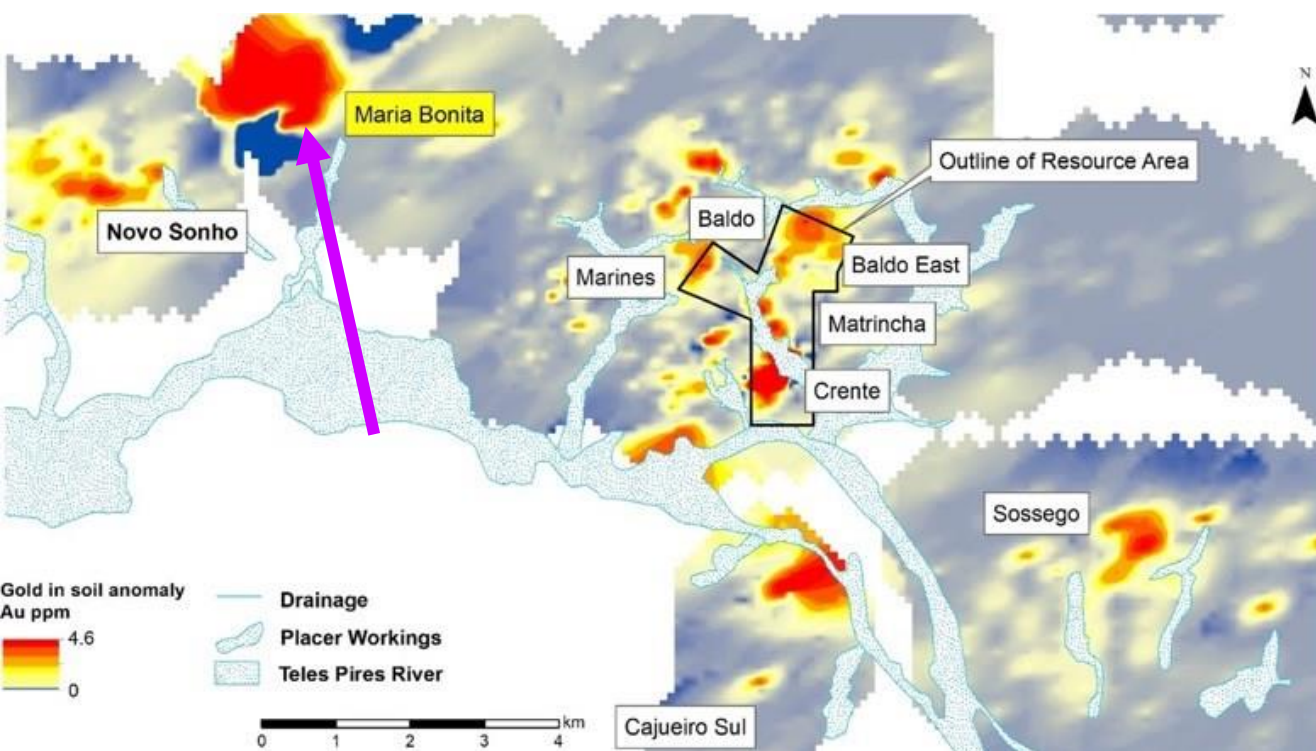 N
Maria Bonita
Outline of Resource Area
Baldo
Novo Sonho
Marines
Baldo East
Matrincha
Crente
Sossego
Gold in soil anomaly
Au ppm
4.6
0
Drainage
Placer Workings
Teles Pires River
km
0 1 2 3 4
Cajueiro Sul